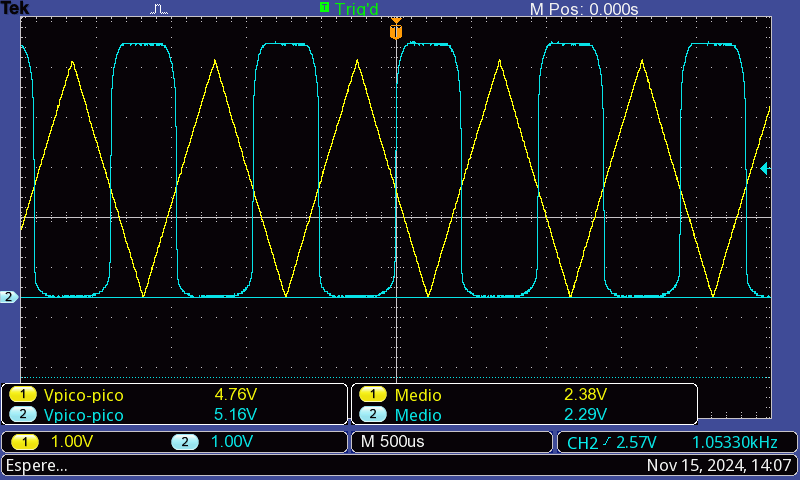 Tek T Trig'd M Pos: 0.000s
T
2
1 Vpico-pico 4.76V 1 Medio 2.38V
2 Vpico-pico 5.16V 2 Medio 2.29V
1 1.00V 2 1.00V M 500us CH2 2.57V 1.05330kHz
Espere... Nov 15, 2024, 14:07